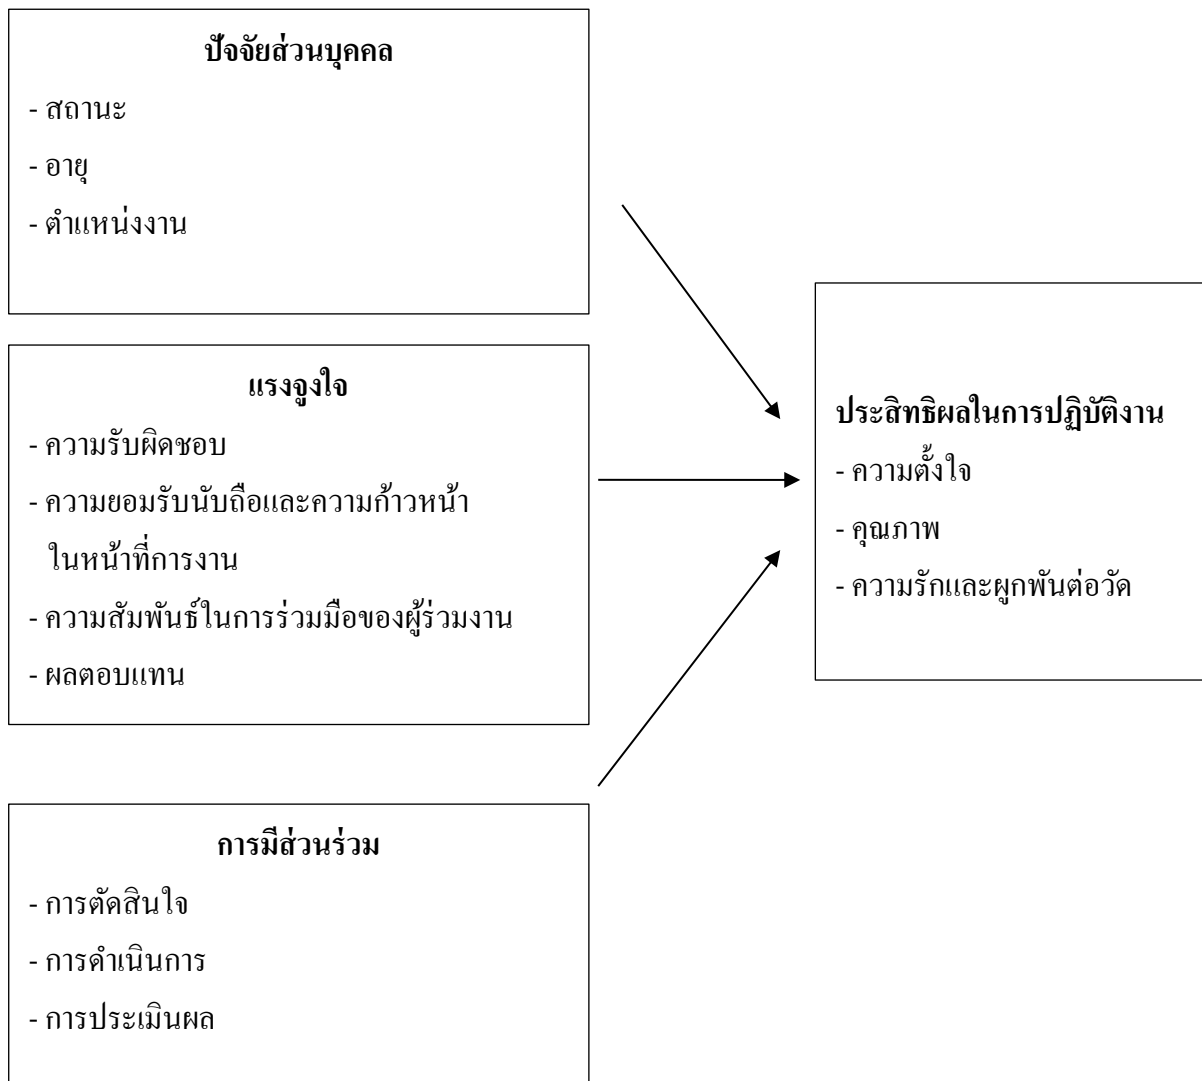 ปัจจัยส่วนบุคคล
- สถานะ
- อายุ
- ตำแหน่งงาน
แรงจูงใจ
- ความรับผิดชอบ
- ความยอมรับนับถือและความก้าวหน้า
ในหน้าที่การงาน
- ความสัมพันธ์ในการร่วมมือของผู้ร่วมงาน
- ผลตอบแทน
การมีส่วนร่วม
- การตัดสินใจ
- การดำเนินการ
- การประเมินผล
ประสิทธิผลในการปฏิบัติงาน
- ความตั้งใจ
- คุณภาพ
- ความรักและผูกพันต่อวัด